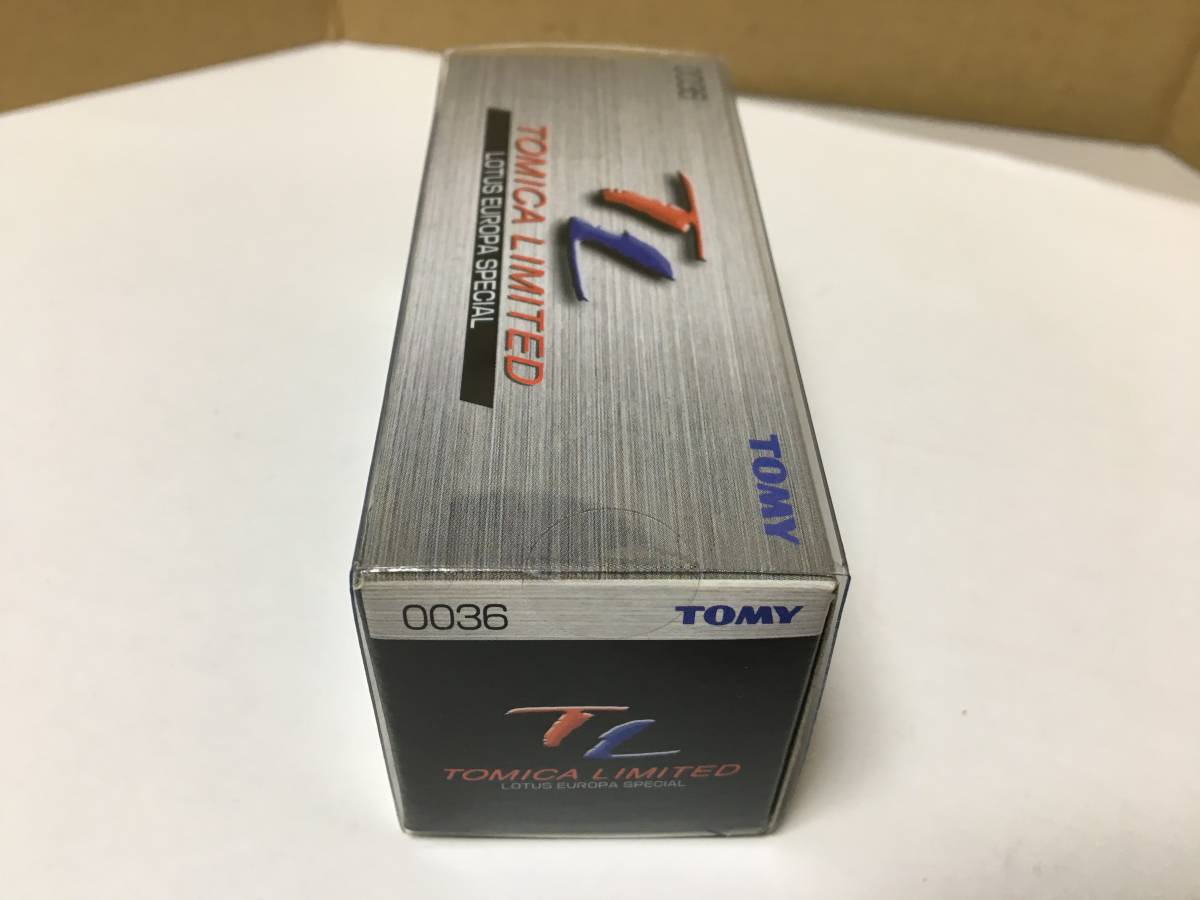 0036
TL
TOMICA LIMITED
LOTUS EUROPA SPECIAL
TOMY
0036
TOMY
TL
TOMICA LIMITED
LOTUS EUROPA SPECIAL